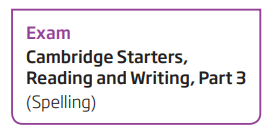 Exam
Cambridge Starters,
Reading and Writing, Part 3
(Spelling)